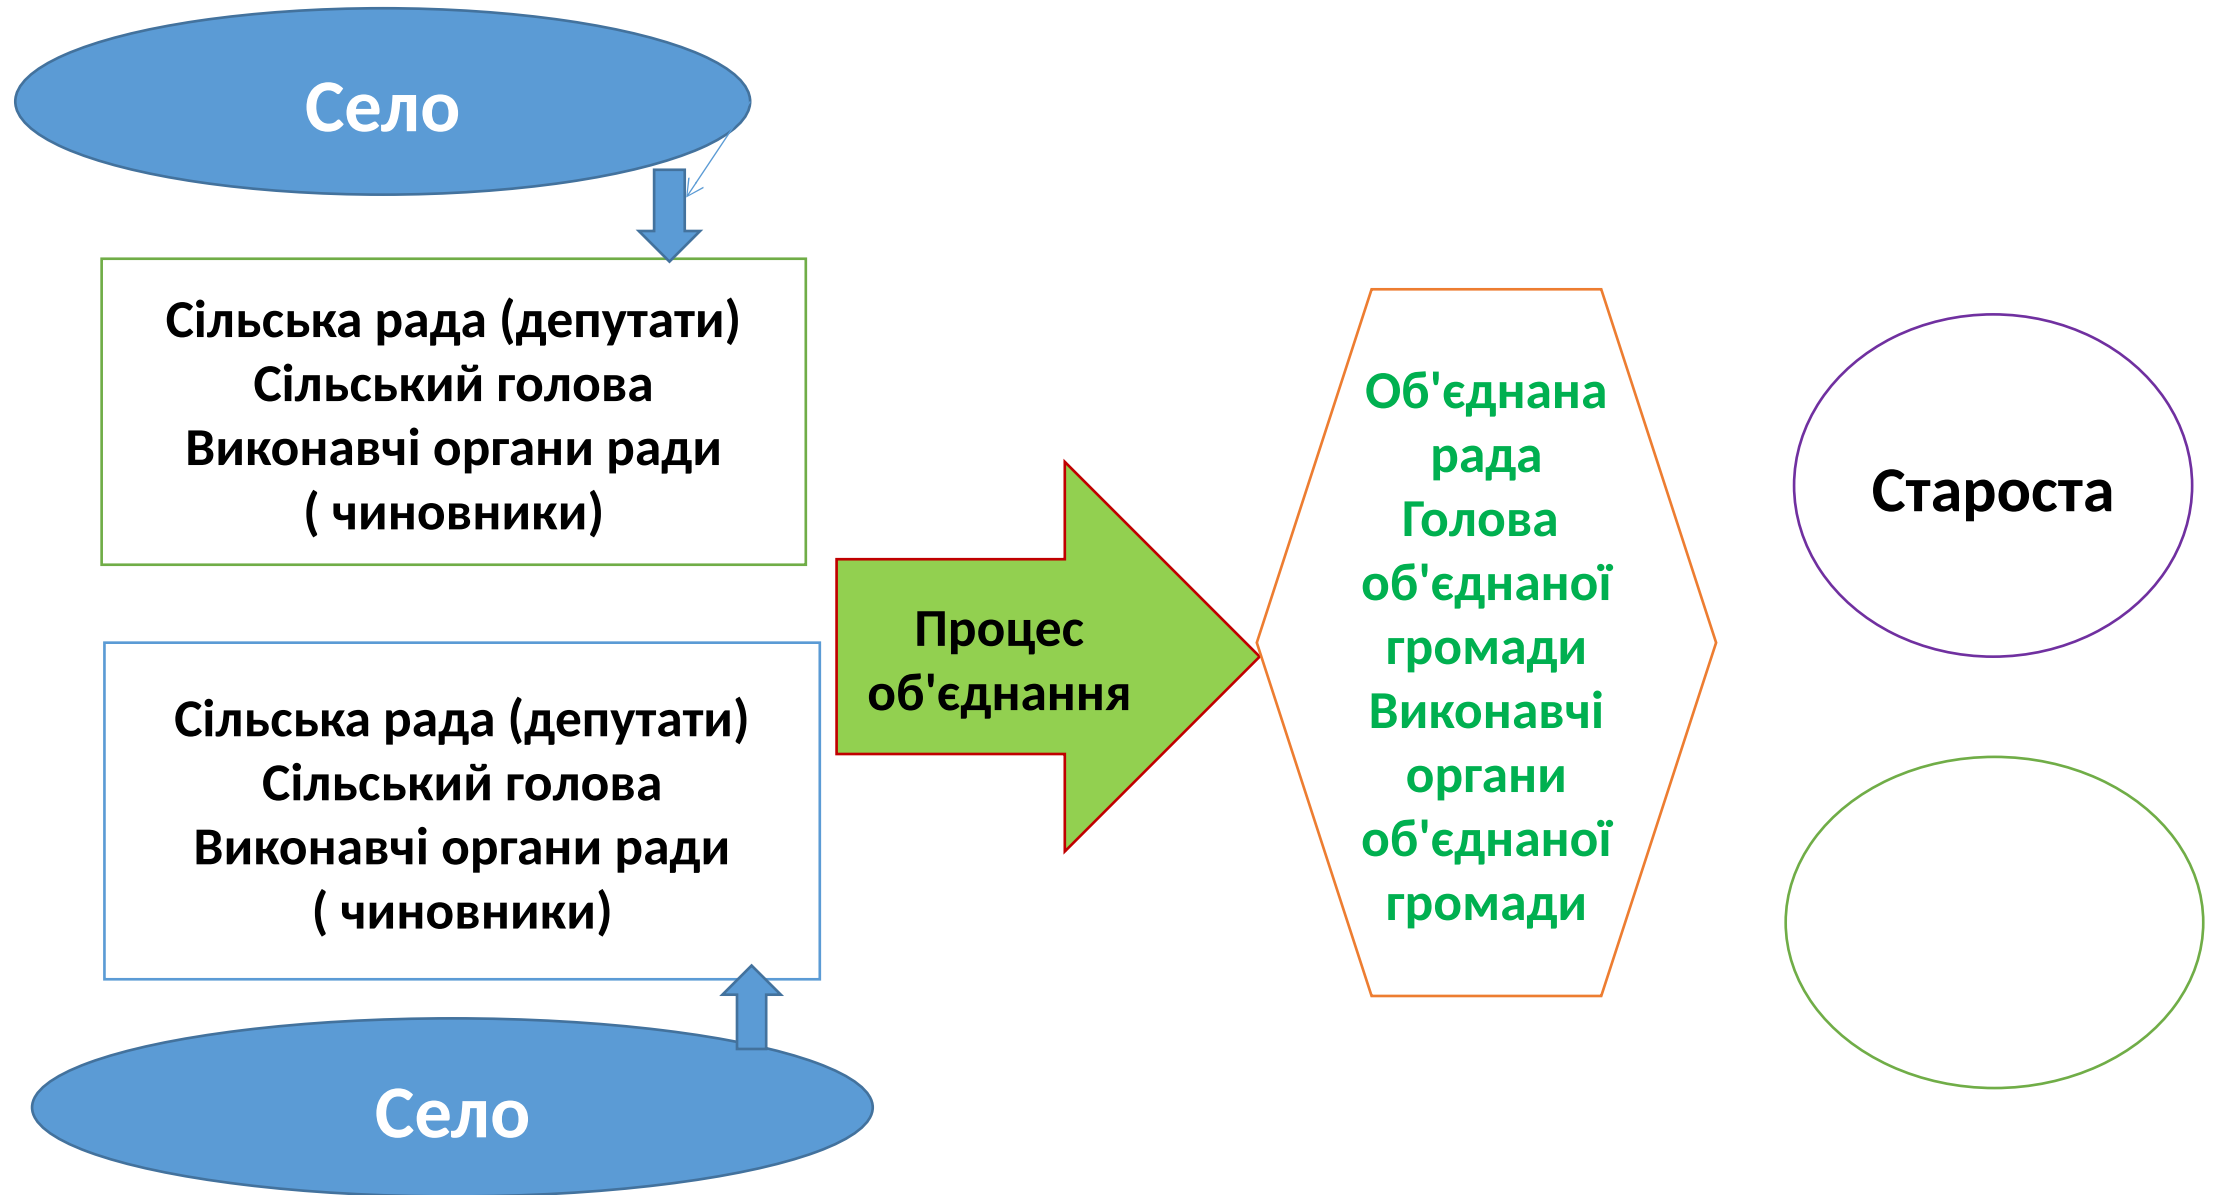 Село
Сільська рада (депутати)
Сільський голова
Виконавчі органи ради
( чиновники)
Сільська рада (депутати)
Сільський голова
Виконавчі органи ради
( чиновники)
Село
Процес
об'єднання
Об'єднана
рада
Голова
об'єднаної
громади
Виконавчі
органи
об'єднаної
громади
Староста